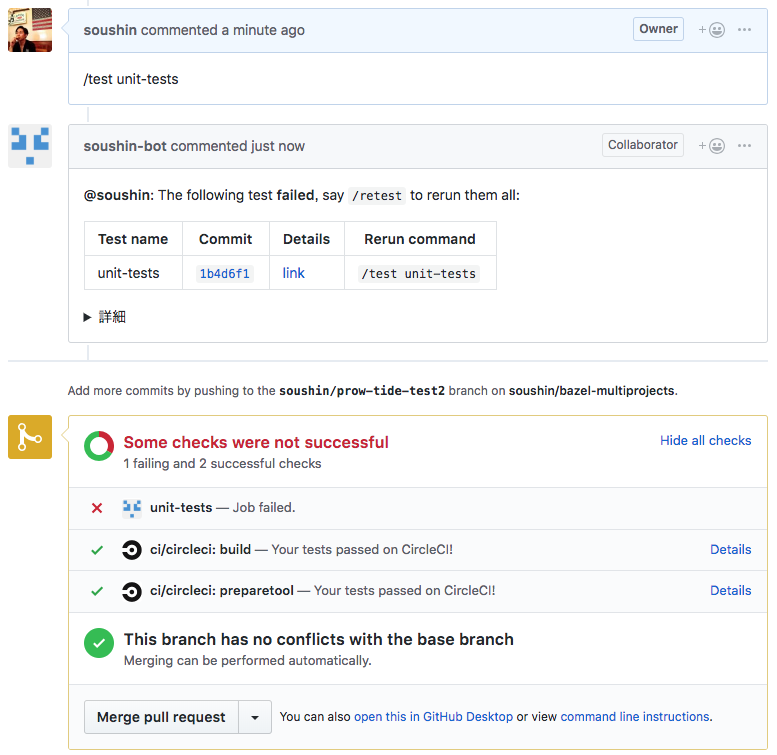 soushin commented a minute ago Owner
/test unit-tests
soushin-bot commented just now Collaborator
@soushin: The following test failed, say /retest to rerun them all:
Test name Commit Details Rerun command
unit-tests 1b4d6f1 link /test unit-tests
詳細
Add more commits by pushing to the soushin/prow-tide-test2 branch on soushin/bazel-multiprojects.
Some checks were not successful Hide all checks
1 failing and 2 successful checks
unit-tests — Job failed.
ci/circleci: build — Your tests passed on CircleCI! Details
ci/circleci: preparetool — Your tests passed on CircleCI! Details
This branch has no conflicts with the base branch
Merging can be performed automatically.
Merge pull request You can also open this in GitHub Desktop or view command line instructions.